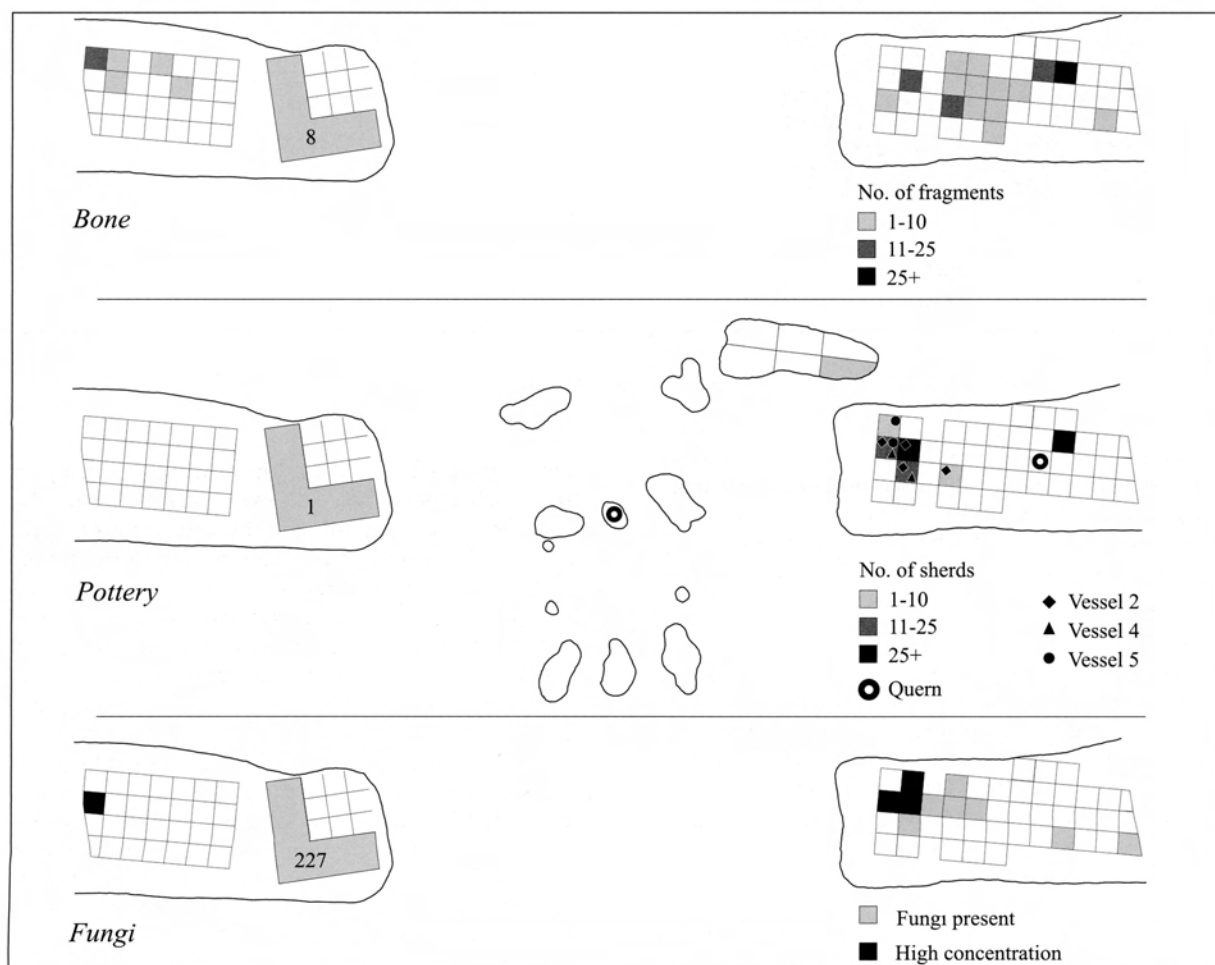 8
Bone
No. of fragments
1-10
11-25
25+
1
Pottery
No. of sherds
1-10
11-25
25+
Quern
Vessel 2
Vessel 4
Vessel 5
227
Fungi
Fungı present
High concentration